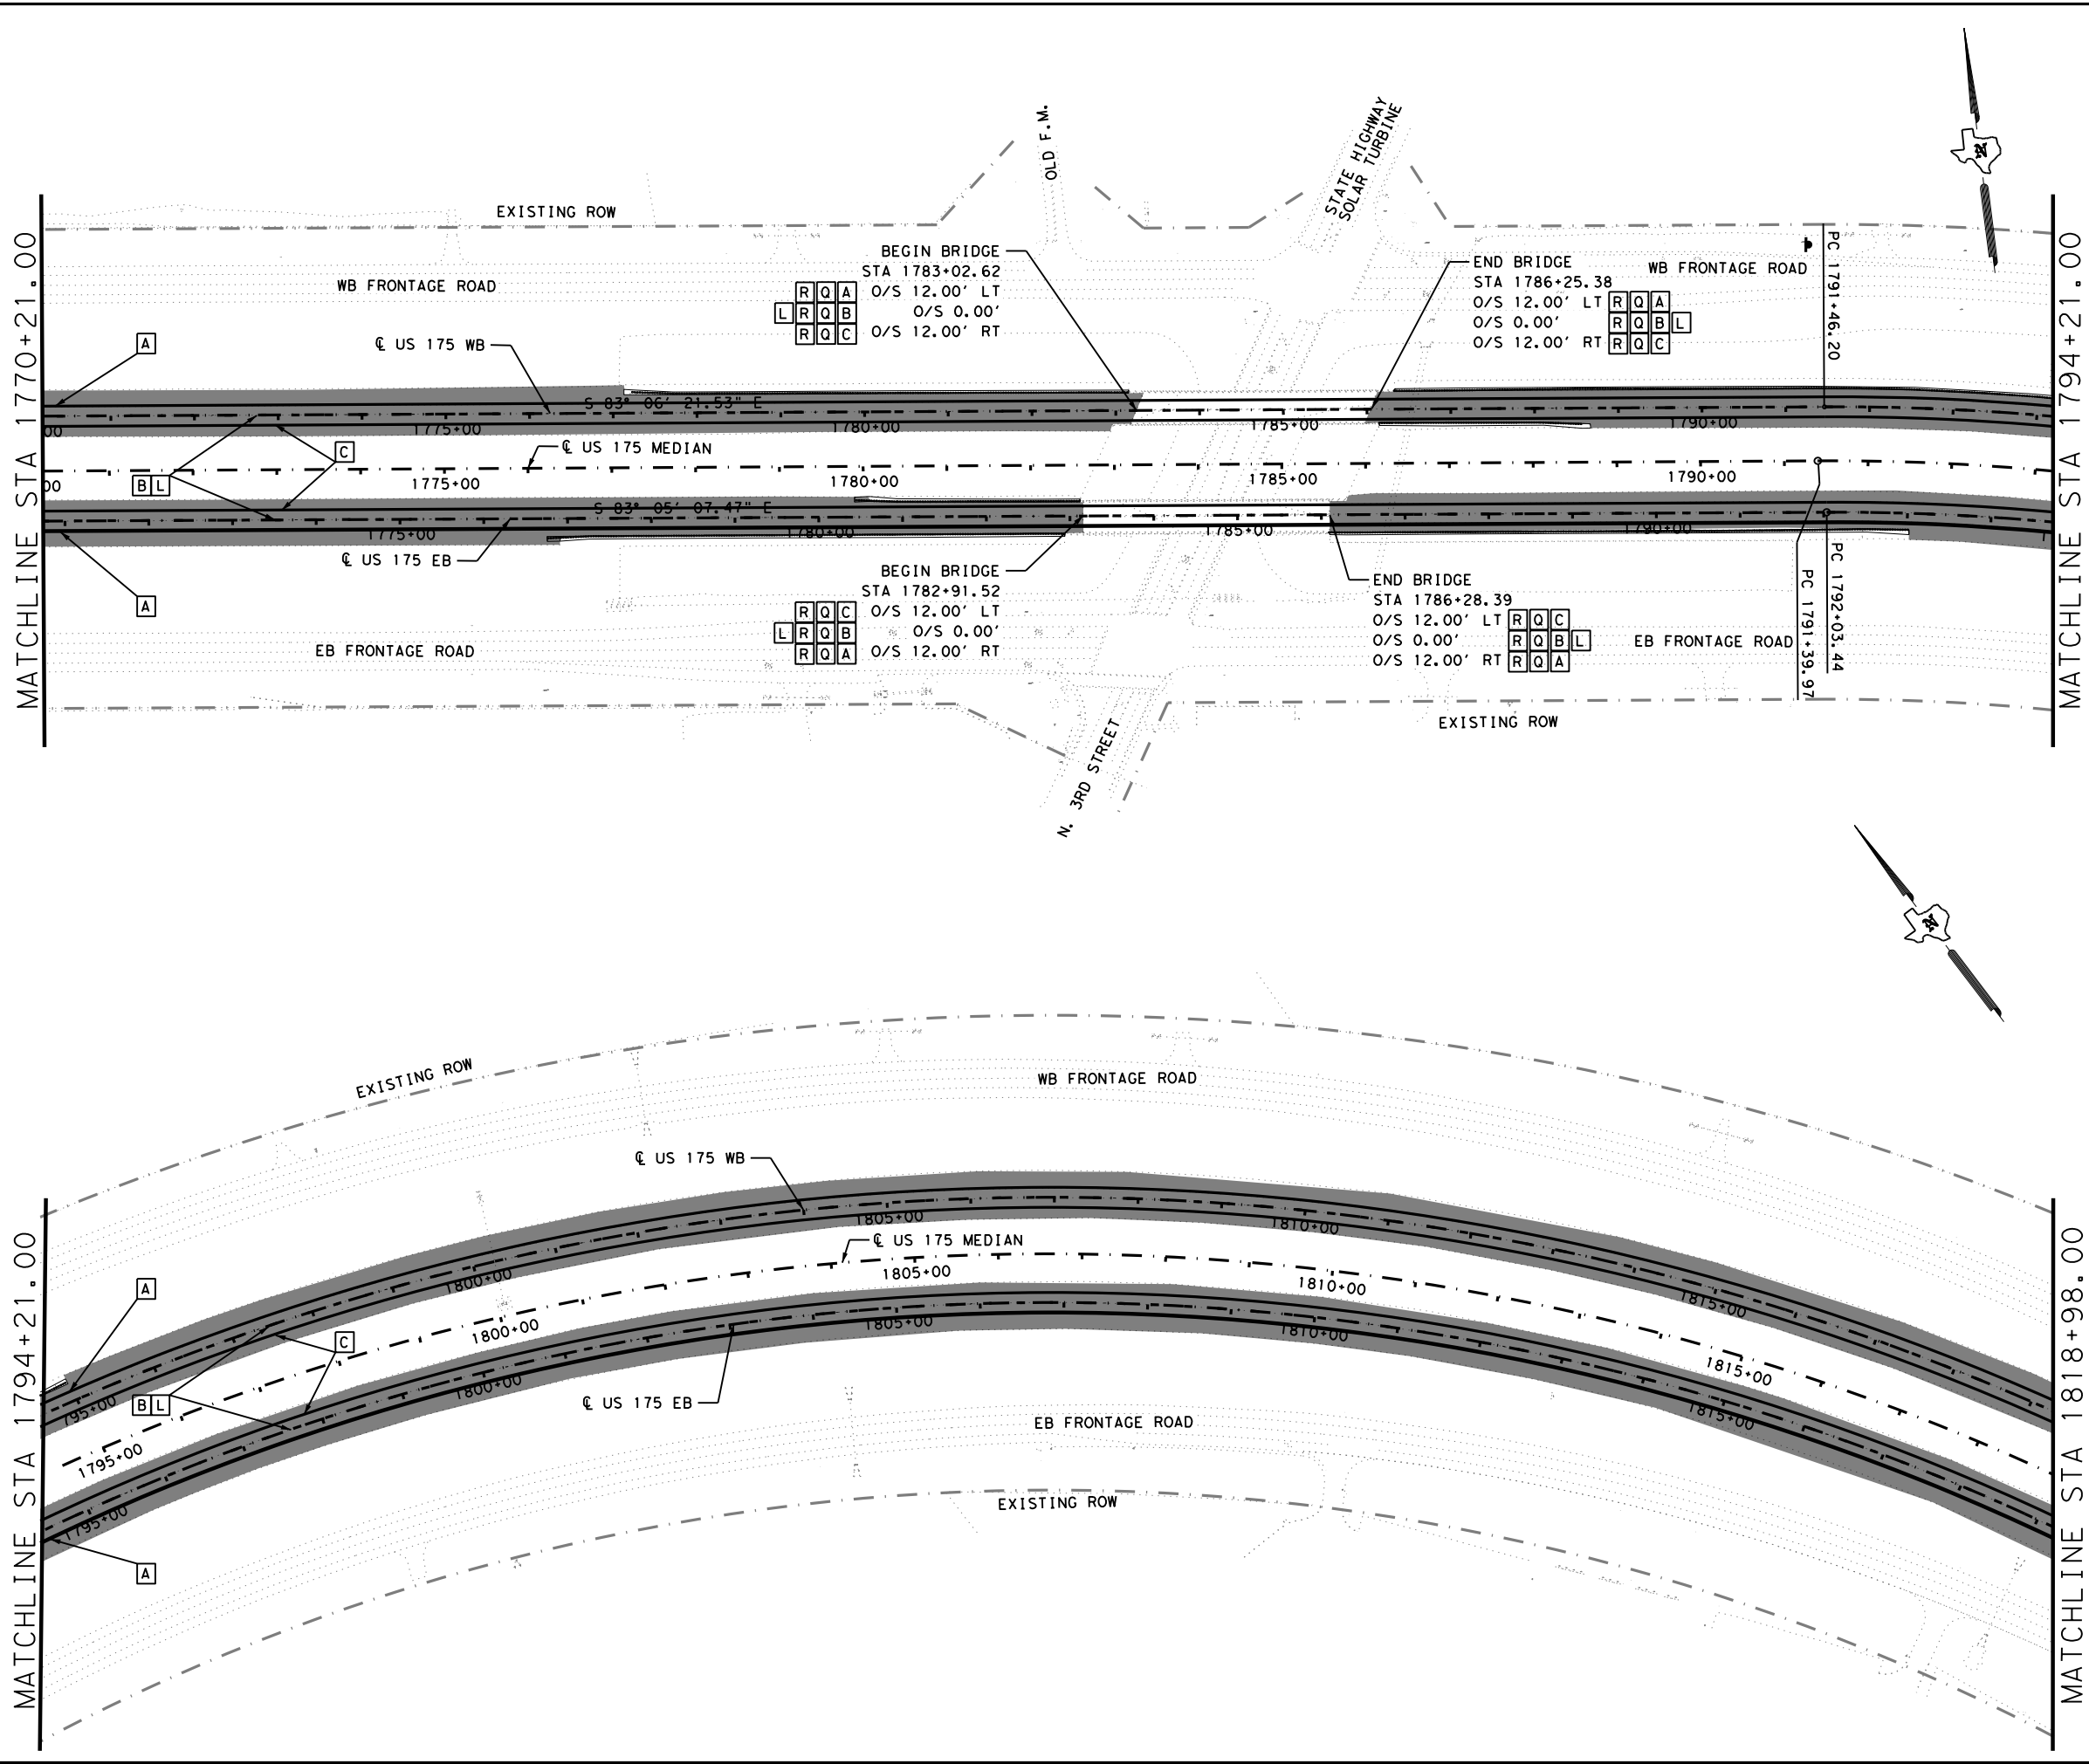 OLD F.M.
STATE HIGHWAY
SOLAR TURBINE
N
EXISTING ROW
WB FRONTAGE ROAD
BEGIN BRIDGE
STA 1783+02.62
R Q A O/S 12.00' LT
L R Q B O/S 0.00'
R Q C O/S 12.00' RT
END BRIDGE
STA 1786+25.38
O/S 12.00' LT R Q A
O/S 0.00' R Q B L
O/S 12.00' RT R Q C
WB FRONTAGE ROAD
PC 1791+46.20
MATCHLINE STA 1770+21.00
MATCHLINE STA 1794+21.00
A
℄ US 175 WB
S 83° 06' 21.53" E
00
1775+00
1780+00
1785+00
1790+00
C
℄ US 175 MEDIAN
B L
00
1775+00
1780+00
1785+00
1790+00
S 83° 05' 07.47" E
1775+00
1780+00
1785+00
1790+00
℄ US 175 EB
A
BEGIN BRIDGE
STA 1782+91.52
R Q C O/S 12.00' LT
L R Q B O/S 0.00'
R Q A O/S 12.00' RT
END BRIDGE
STA 1786+28.39
O/S 12.00' LT R Q C
O/S 0.00' R Q B L
O/S 12.00' RT R Q A
EB FRONTAGE ROAD
EB FRONTAGE ROAD
PC 1791+39.97
PC 1792+03.44
EXISTING ROW
N. 3RD STREET
N
EXISTING ROW
WB FRONTAGE ROAD
℄ US 175 WB
MATCHLINE STA 1794+21.00
MATCHLINE STA 1818+98.00
A
795+00
1800+00
1805+00
1810+00
1815+00
℄ US 175 MEDIAN
C
B L
1795+00
1800+00
1805+00
1810+00
1815+00
1795+00
1800+00
1805+00
1810+00
1815+00
℄ US 175 EB
EB FRONTAGE ROAD
EXISTING ROW
A